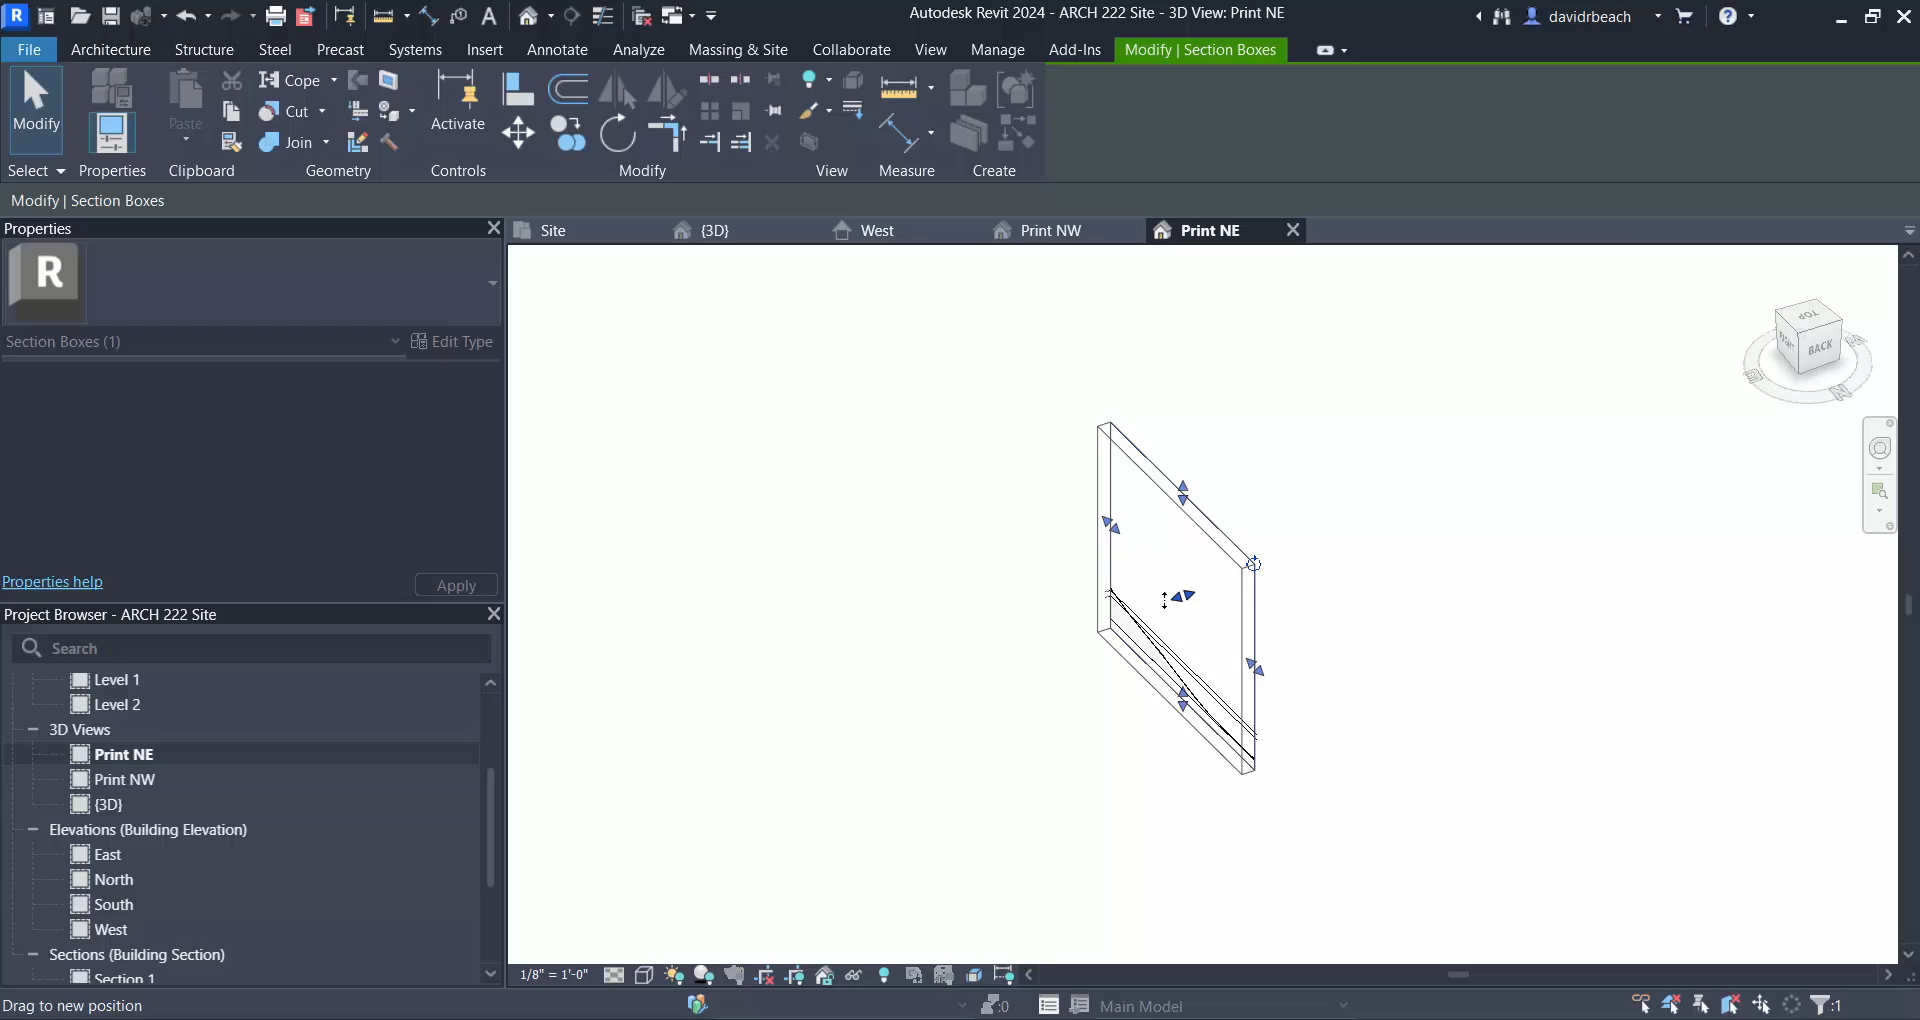 Autodesk Revit 2024 - ARCH 222 Site - 3D View: Print NE
davidrbeach
File Architecture Structure Steel Precast Systems Insert Annotate Analyze Massing & Site Collaborate View Manage Add-Ins Modify | Section Boxes
Modify
Paste
Cope
Cut
Join
Activate
Select Properties Clipboard Geometry Controls Modify View Measure Create
Modify | Section Boxes
Properties
Site {3D} West Print NW Print NE
R
Section Boxes (1)
Edit Type
TOP
RIGHT
BACK
Properties help
Apply
Project Browser - ARCH 222 Site
Search
Level 1
Level 2
3D Views
Print NE
Print NW
{3D}
Elevations (Building Elevation)
East
North
South
West
Sections (Building Section)
Section 1
1/8" = 1'-0"
Drag to new position
:0
Main Model
:1